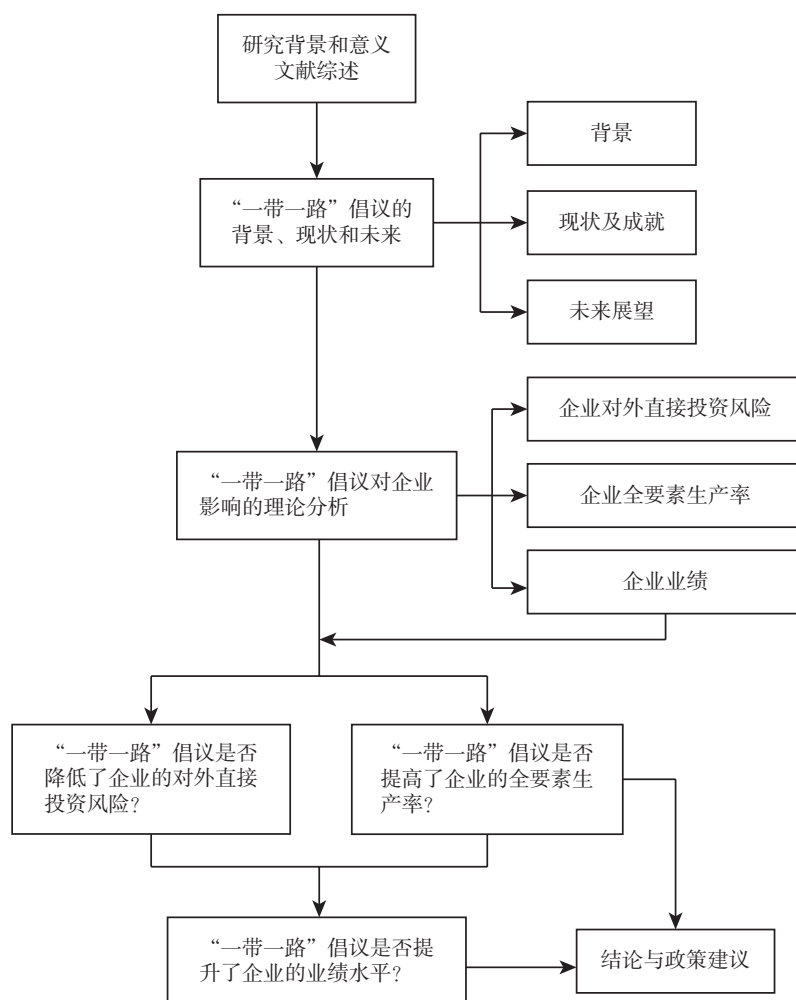 研究背景和意义
文献综述
背景
“一带一路”倡议的
背景、现状和未来
现状及成就
未来展望
企业对外直接投资风险
“一带一路”倡议对企业
影响的理论分析
企业全要素生产率
企业业绩
“一带一路”倡议是否
降低了企业的对外直接
投资风险?
“一带一路”倡议是否
提高了企业的全要素生
产率?
“一带一路”倡议是否提
升了企业的业绩水平?
结论与政策建议